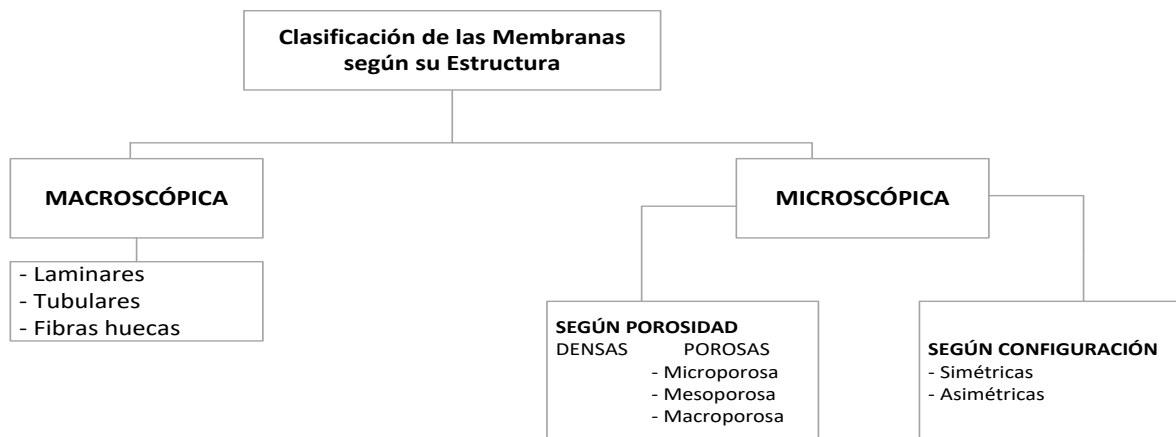 Clasificación de las Membranas
según su Estructura
MACROSCÓPICA
- Laminares
- Tubulares
- Fibras huecas
MICROSCÓPICA
SEGÚN POROSIDAD
DENSAS POROSAS
- Microporosa
- Mesoporosa
- Macroporosa
SEGÚN CONFIGURACIÓN
- Simétricas
- Asimétricas